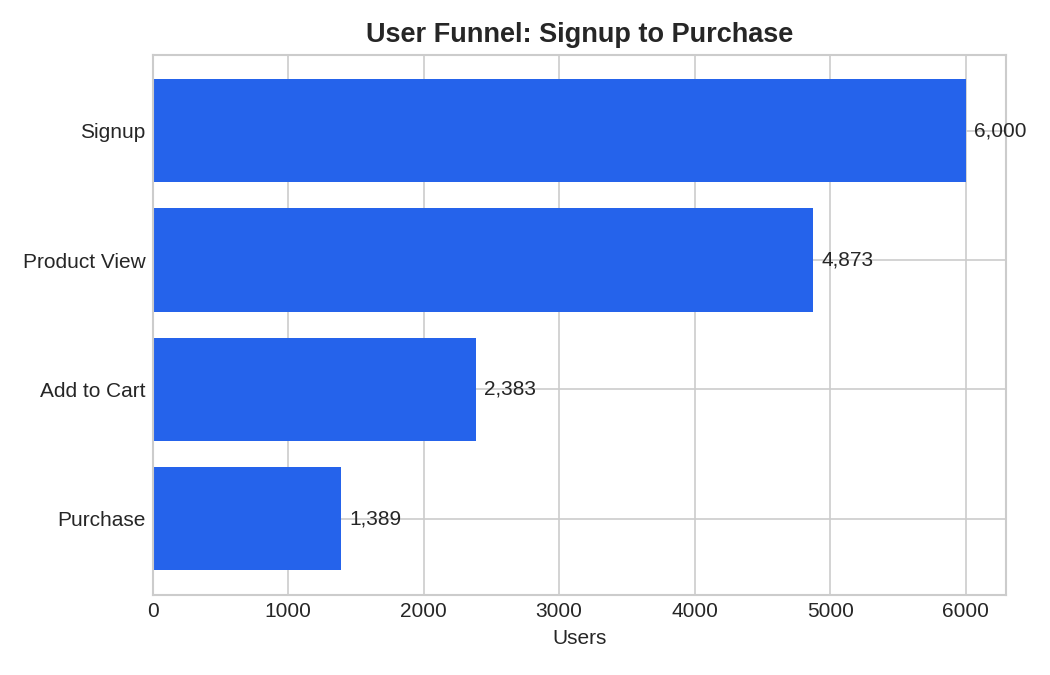 User Funnel: Signup to Purchase
Signup
6,000
Product View
4,873
Add to Cart
2,383
Purchase
1,389
0 1000 2000 3000 4000 5000 6000
Users